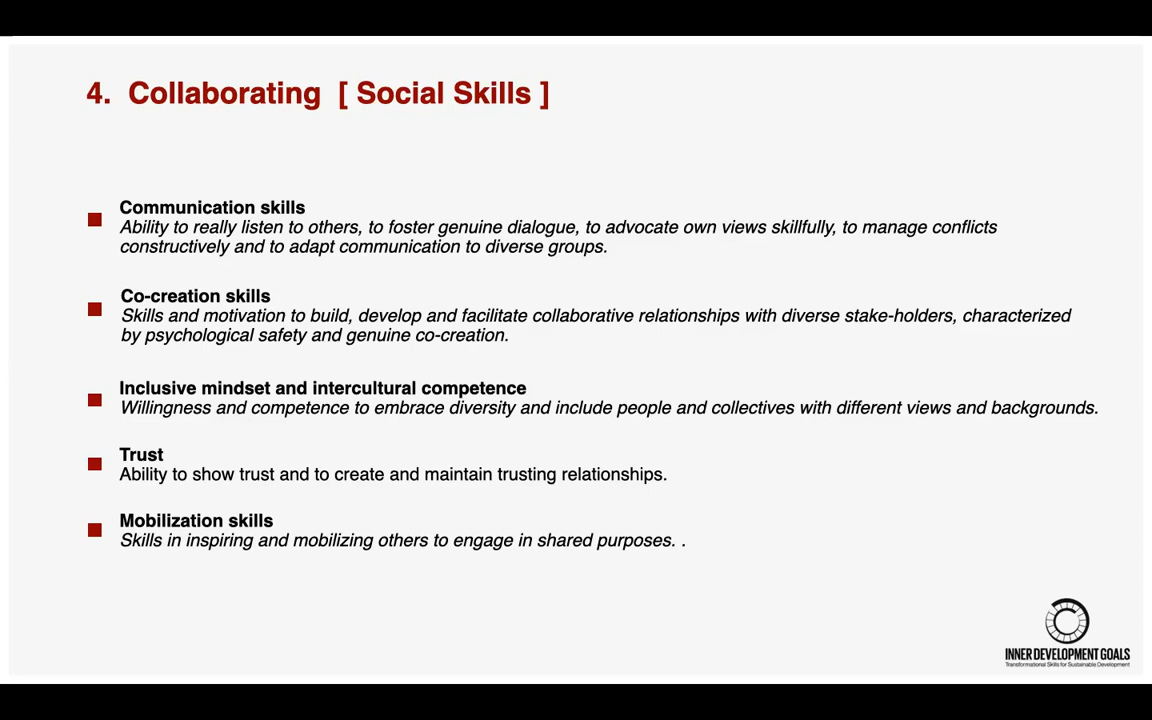 4. Collaborating [ Social Skills ]
Communication skills
Ability to really listen to others, to foster genuine dialogue, to advocate own views skillfully, to manage conflicts
constructively and to adapt communication to diverse groups.
Co-creation skills
Skills and motivation to build, develop and facilitate collaborative relationships with diverse stake-holders, characterized
by psychological safety and genuine co-creation.
Inclusive mindset and intercultural competence
Willingness and competence to embrace diversity and include people and collectives with different views and backgrounds.
Trust
Ability to show trust and to create and maintain trusting relationships.
Mobilization skills
Skills in inspiring and mobilizing others to engage in shared purposes. .
INNER DEVELOPMENT GOALS
Transformational Skills for Sustainable Development